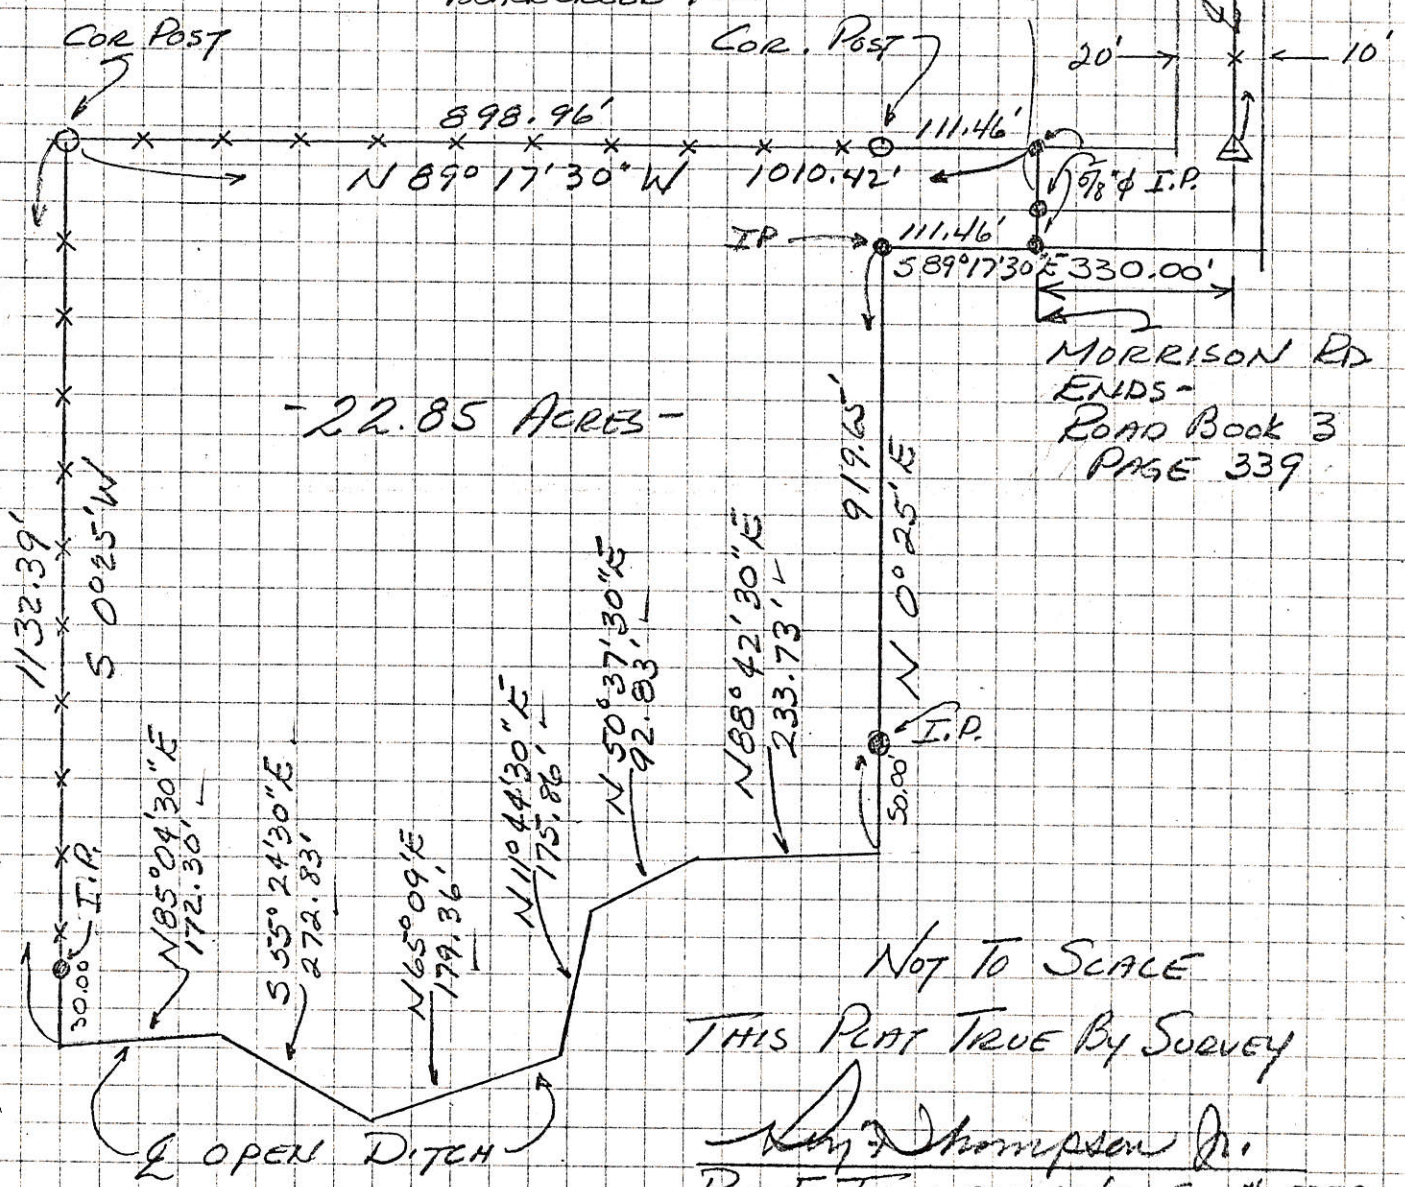 COR POST
COR. POST
20'
10'
898.96'
111.46'
N 89° 17' 30" W 1010.42'
5/8" ϕ I.P.
IP
111.46'
S 89° 17' 30" E 330.00'
MORRISON RD
ENDS-
ROAD BOOK 3
PAGE 339
-22.85 ACRES-
1132.39'
S 0° 25' W
919.65'
N 0° 25' E
I.P.
50.00'
I.P.
30.00'
N 85° 04' 30" E
172.30'
S 55° 24' 30" E
272.83'
N 65° 09' E
179.36'
N 11° 44' 30" E
175.86'
N 50° 37' 30" E
92.83'
N 88° 42' 30" E
233.73'
NOT TO SCALE
THIS PLAT TRUE BY SURVEY
℄ OPEN DITCH
Thompson Jr.